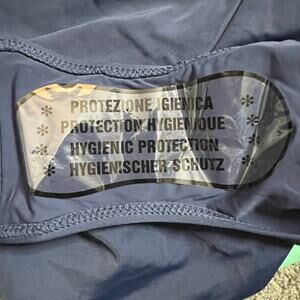 PROTEZIONE IGIENICA
* PROTECTION HYGIENIQUE *
* HYGIENIC PROTECTION *
* HYGIENISCHER SCHUTZ *